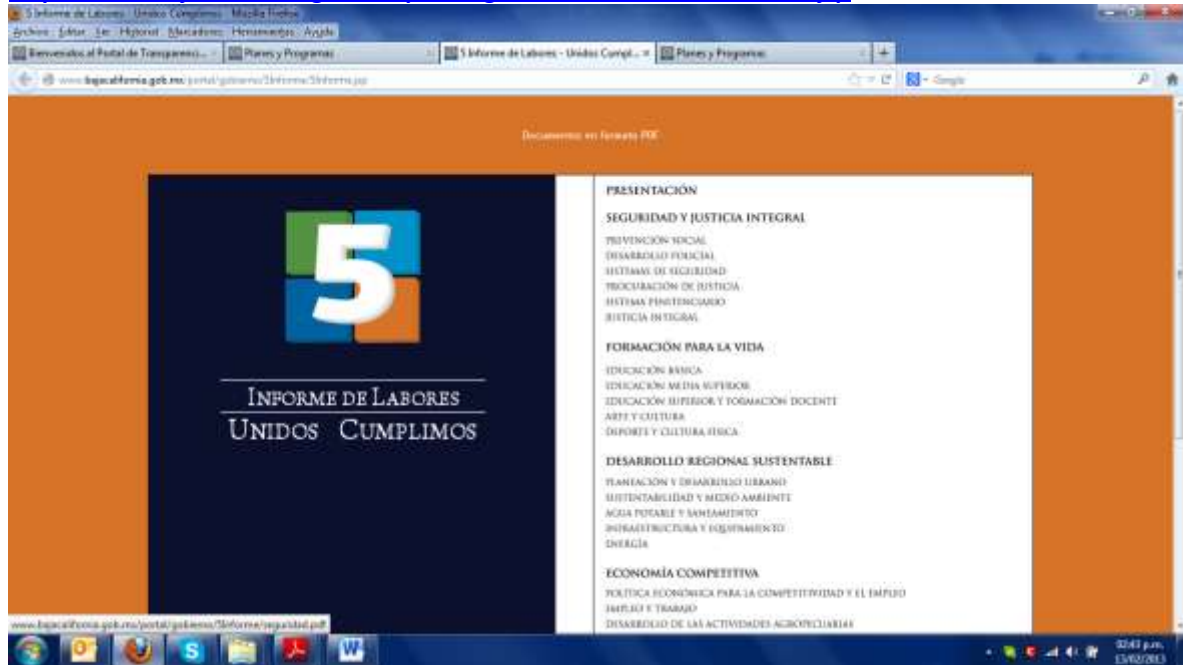 5 Informe de Labores - Unidos Cumplimos - Mozilla Firefox
Archivo Editar Ver Historial Marcadores Herramientas Ayuda
Bienvenidos al Portal de Transparenci... Planes y Programas 5 Informe de Labores - Unidos Cumpl... Planes y Programas
www.bajacalifornia.gob.mx/portal/gobierno/5Informe/5Informe.jsp Google
Documentos en formato PDF
5
INFORME DE LABORES
UNIDOS CUMPLIMOS
PRESENTACIÓN
SEGURIDAD Y JUSTICIA INTEGRAL
PREVENCIÓN SOCIAL
DESARROLLO POLICIAL
SISTEMAS DE SEGURIDAD
PROCURACIÓN DE JUSTICIA
SISTEMA PENITENCIARIO
JUSTICIA INTEGRAL
FORMACIÓN PARA LA VIDA
EDUCACIÓN BÁSICA
EDUCACIÓN MEDIA SUPERIOR
EDUCACIÓN SUPERIOR Y FORMACIÓN DOCENTE
ARTE Y CULTURA
DEPORTE Y CULTURA FÍSICA
DESARROLLO REGIONAL SUSTENTABLE
PLANEACIÓN Y DESARROLLO URBANO
SUSTENTABILIDAD Y MEDIO AMBIENTE
AGUA POTABLE Y SANEAMIENTO
INFRAESTRUCTURA Y EQUIPAMIENTO
ENERGÍA
ECONOMÍA COMPETITIVA
POLÍTICA ECONÓMICA PARA LA COMPETITIVIDAD Y EL EMPLEO
EMPLEO Y TRABAJO
DESARROLLO DE LAS ACTIVIDADES AGROPECUARIAS
www.bajacalifornia.gob.mx/portal/gobierno/5Informe/seguridad.pdf
02:43 p.m.
13/02/2013